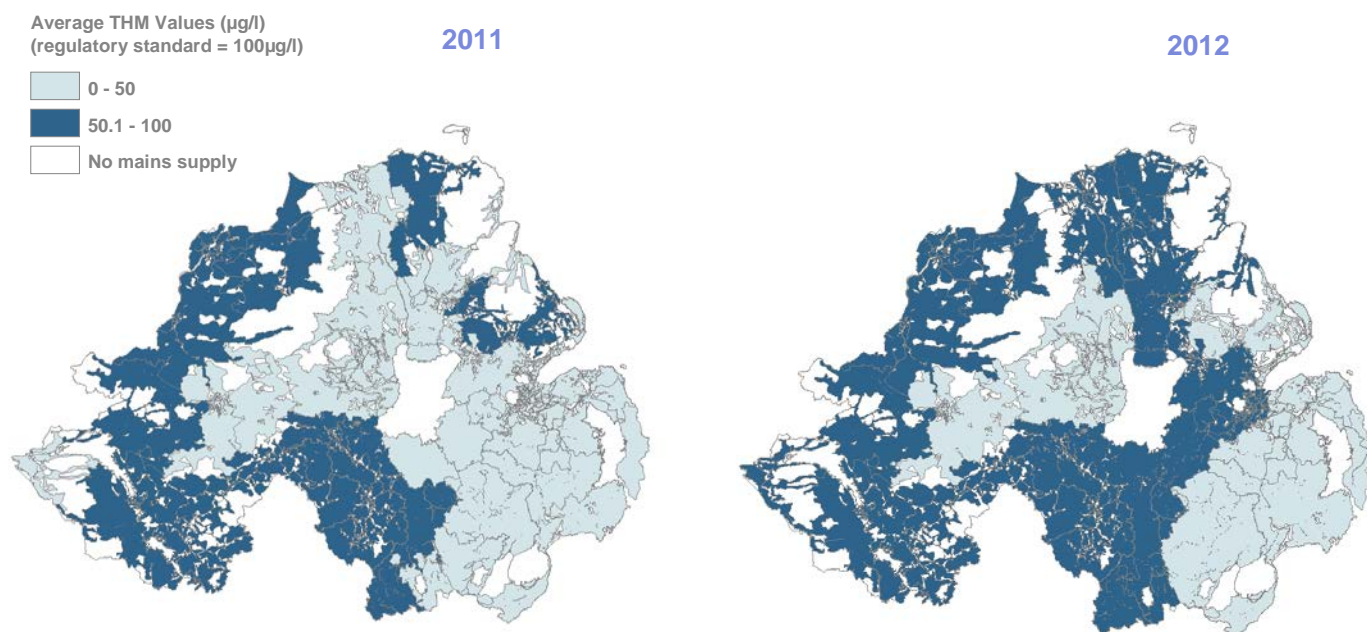 Average THM Values (µg/l)
(regulatory standard = 100µg/l)
0 - 50
50.1 - 100
No mains supply
2011
2012